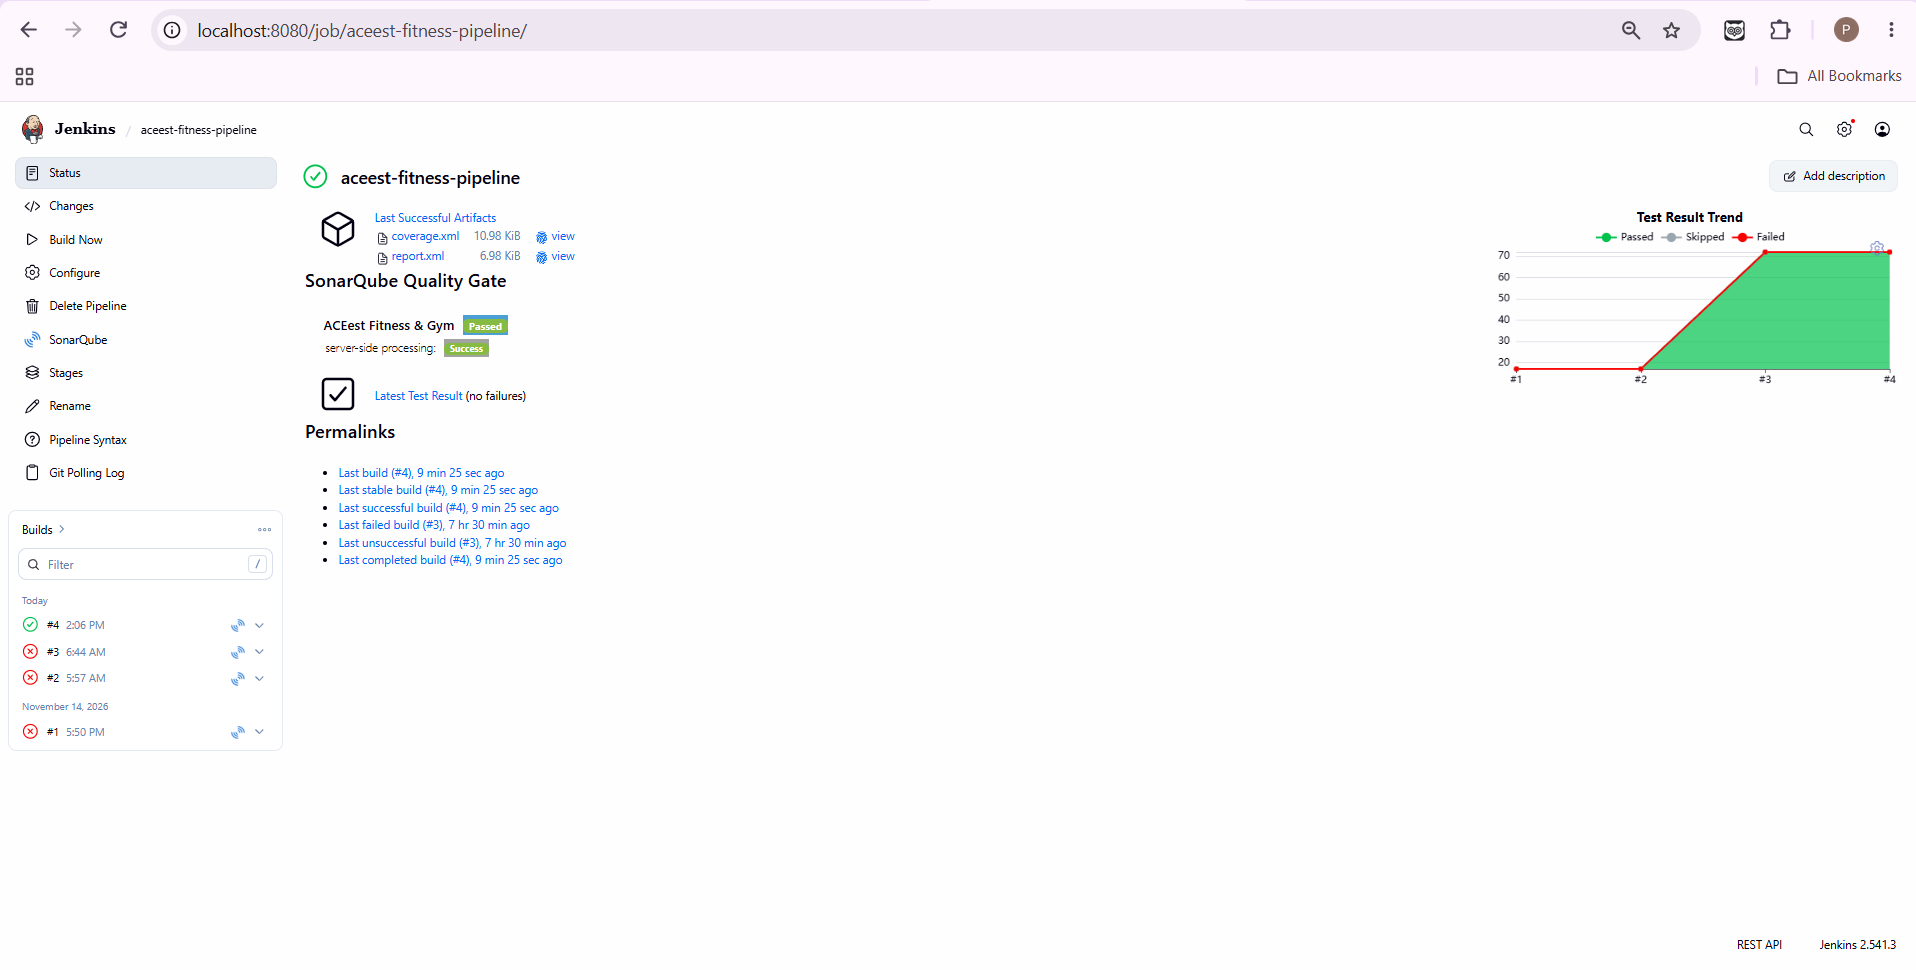 localhost:8080/job/aceest-fitness-pipeline/
P
All Bookmarks
Jenkins / aceest-fitness-pipeline
Status
Changes
Build Now
Configure
Delete Pipeline
SonarQube
Stages
Rename
Pipeline Syntax
Git Polling Log
Builds
Filter /
Today
#4 2:06 PM
#3 6:44 AM
#2 5:57 AM
November 14, 2026
#1 5:50 PM
aceest-fitness-pipeline
Add description
Last Successful Artifacts
coverage.xml 10.98 KiB view
report.xml 6.98 KiB view
SonarQube Quality Gate
ACEest Fitness & Gym Passed
server-side processing: Success
Latest Test Result (no failures)
Permalinks
Last build (#4), 9 min 25 sec ago
Last stable build (#4), 9 min 25 sec ago
Last successful build (#4), 9 min 25 sec ago
Last failed build (#3), 7 hr 30 min ago
Last unsuccessful build (#3), 7 hr 30 min ago
Last completed build (#4), 9 min 25 sec ago
Test Result Trend
Passed Skipped Failed
70
60
50
40
30
20
#1 #2 #3 #4
REST API Jenkins 2.541.3